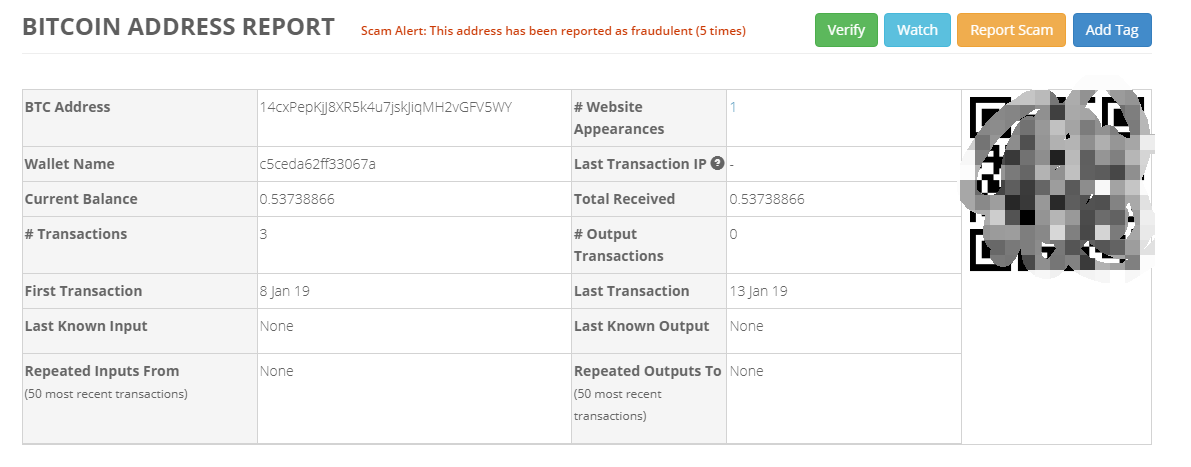 BITCOIN ADDRESS REPORT
Scam Alert: This address has been reported as fraudulent (5 times)
Verify
Watch
Report Scam
Add Tag
BTC Address
14cxPepKjJ8XR5k4u7jskJiqMH2vGFV5WY
# Website
Appearances
1
Wallet Name
c5ceda62ff33067a
Last Transaction IP ? -
Current Balance
0.53738866
Total Received
0.53738866
# Transactions
3
# Output
Transactions
0
First Transaction
8 Jan 19
Last Transaction
13 Jan 19
Last Known Input
None
Last Known Output
None
Repeated Inputs From
(50 most recent transactions)
None
Repeated Outputs To
(50 most recent
transactions)
None